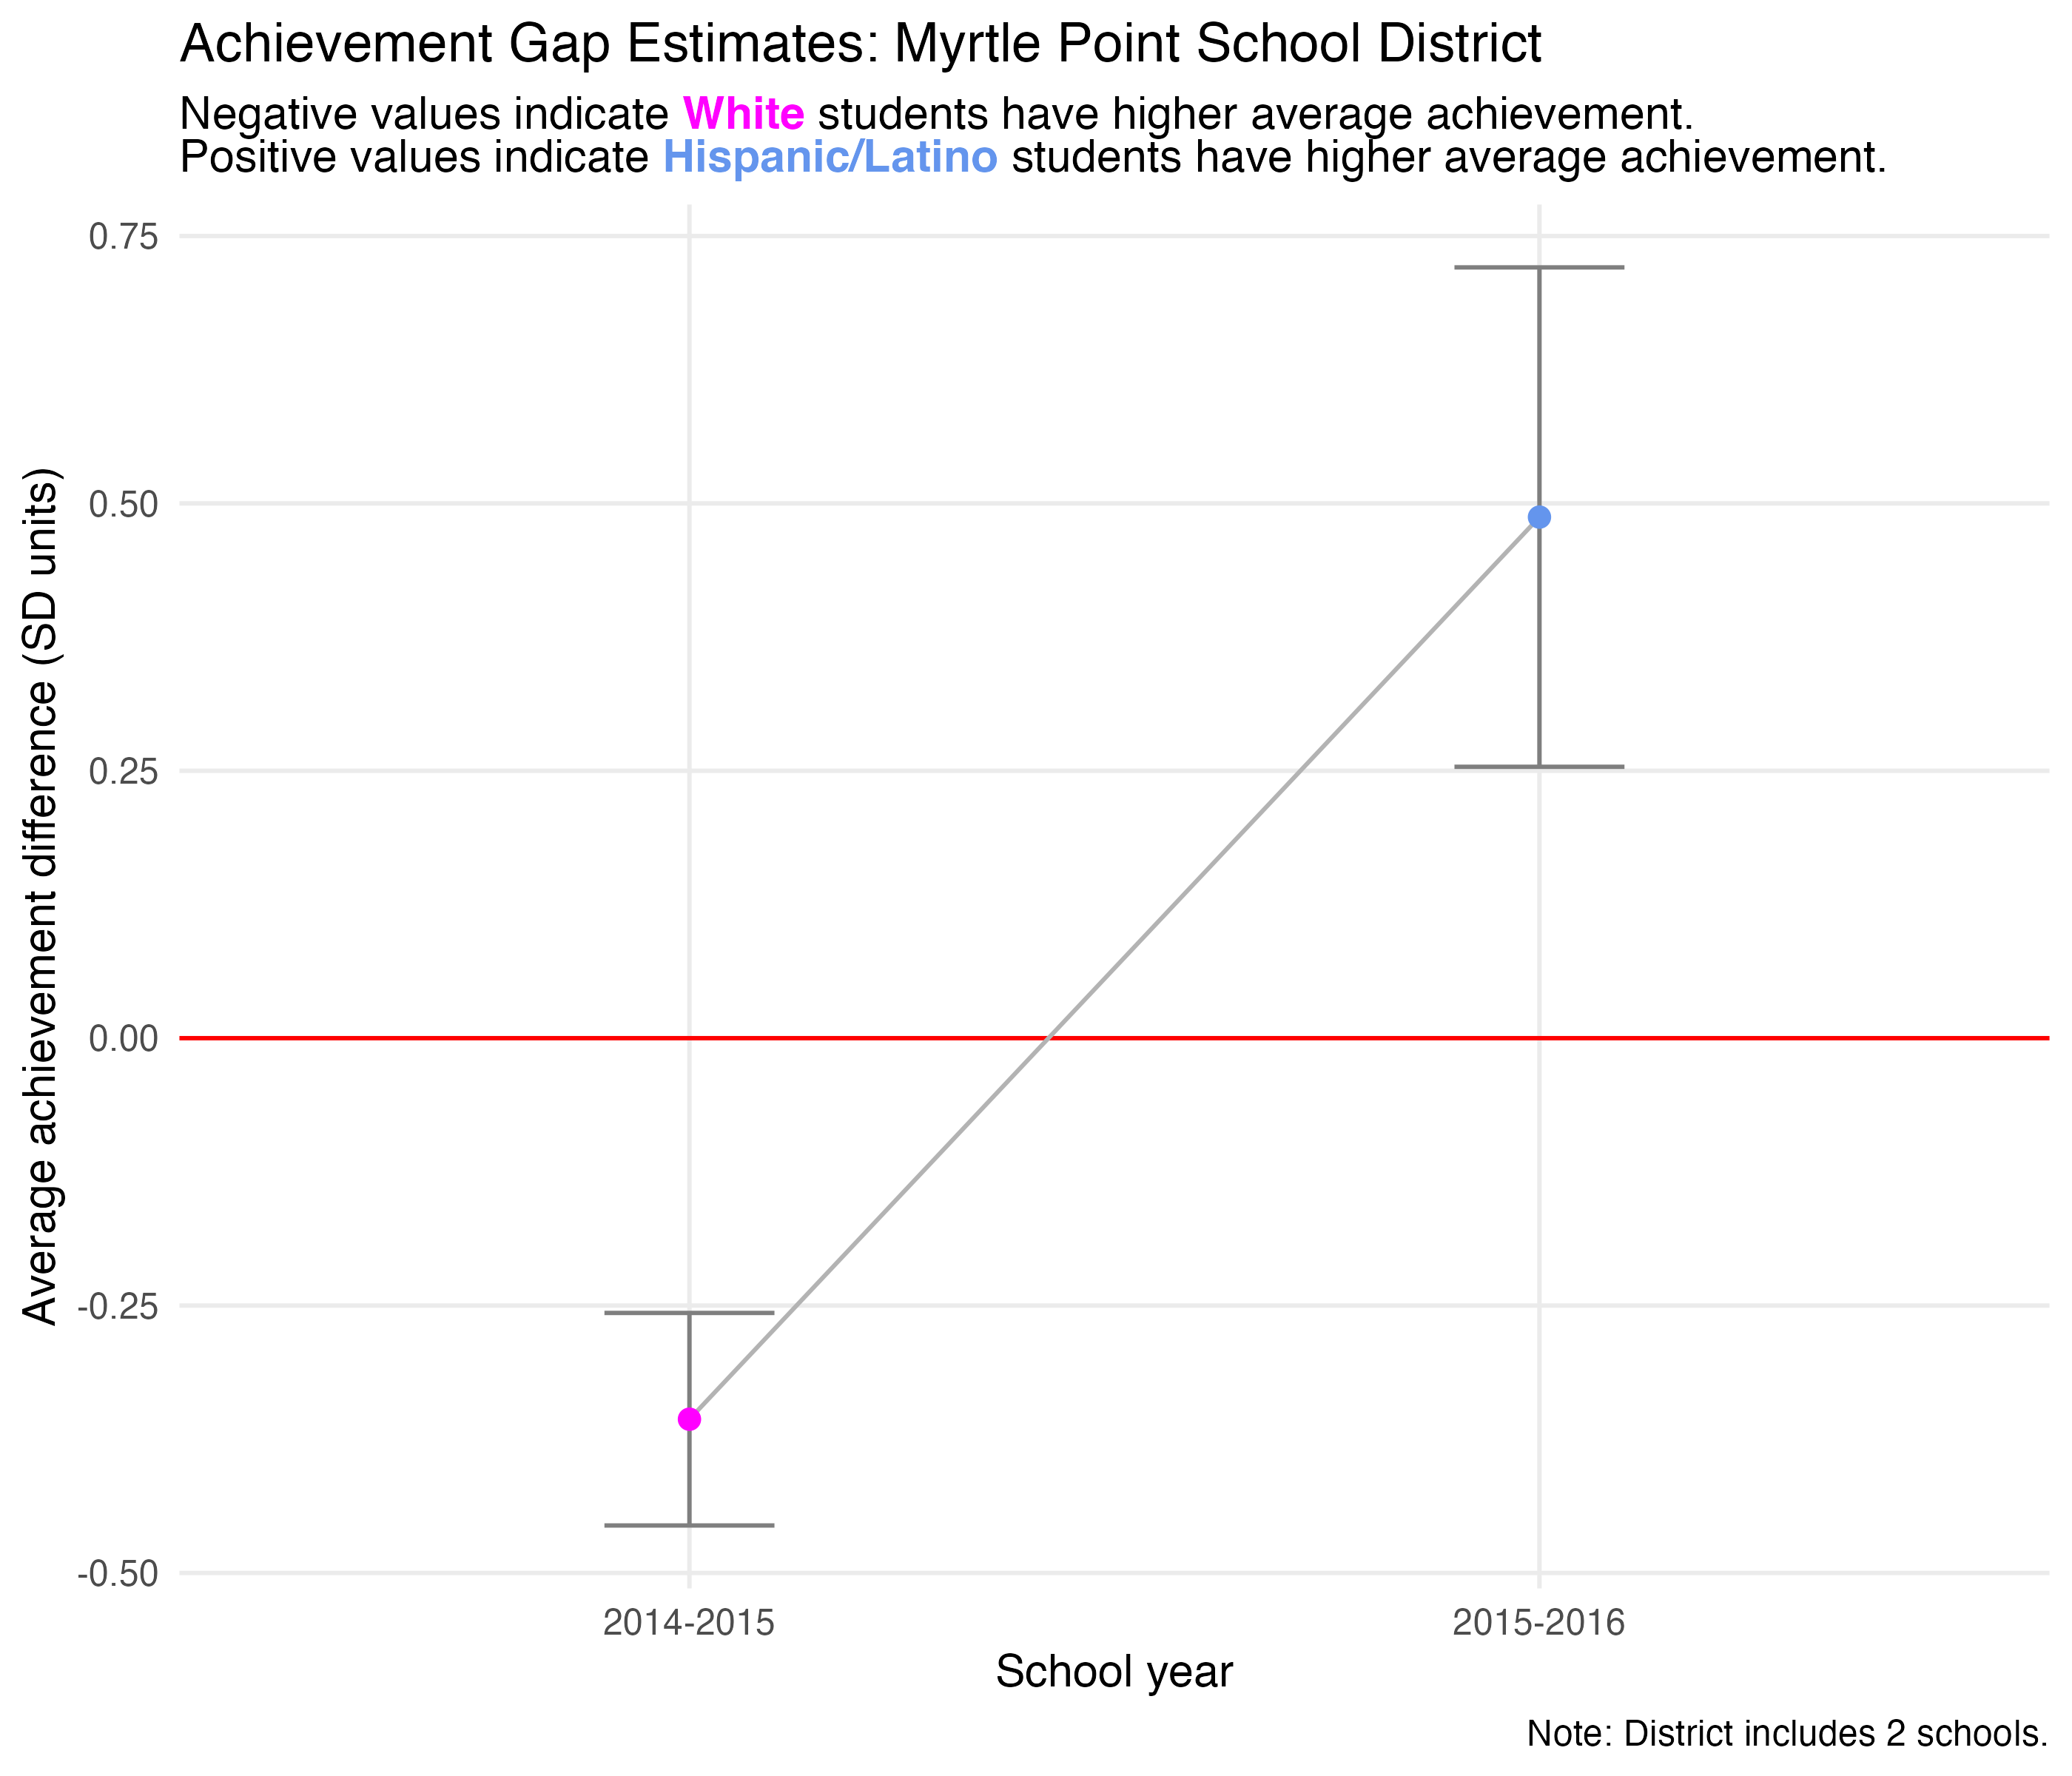 Achievement Gap Estimates: Myrtle Point School District
Negative values indicate White students have higher average achievement.
Positive values indicate Hispanic/Latino students have higher average achievement.
Average achievement difference (SD units)
0.75
0.50
0.25
0.00
-0.25
-0.50
2014-2015
2015-2016
School year
Note: District includes 2 schools.